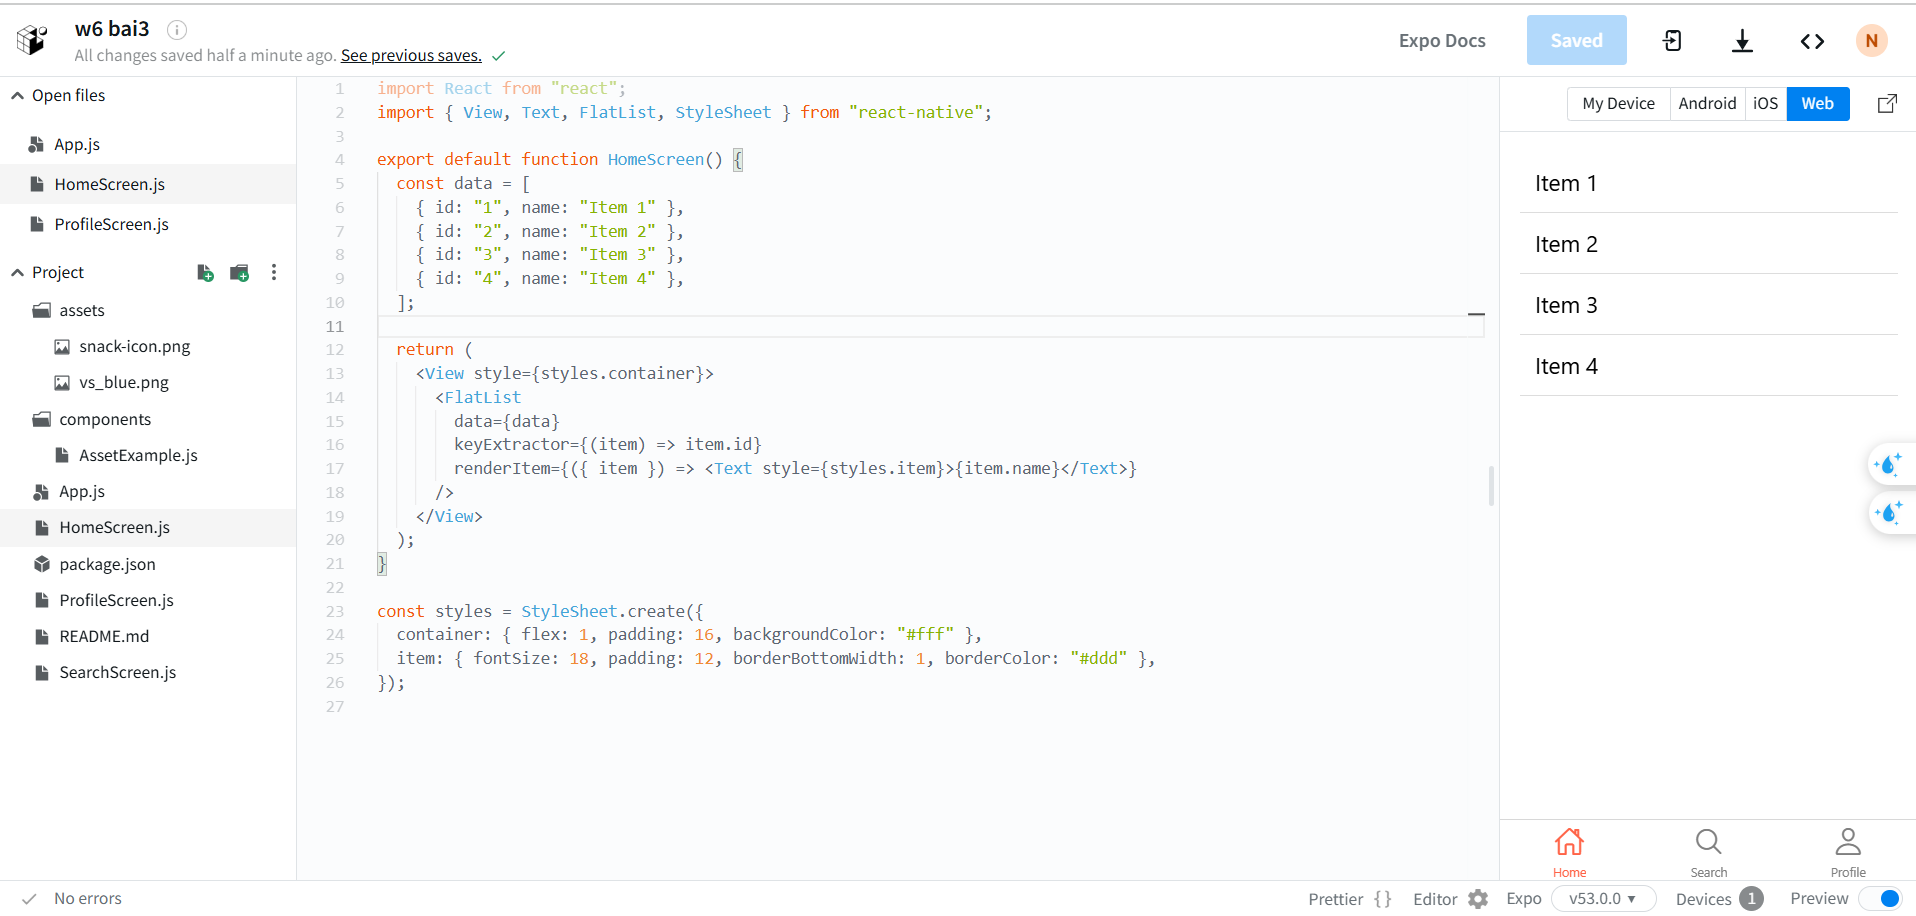 w6 bai3
All changes saved half a minute ago. See previous saves.
Expo Docs
Saved
N
Open files
App.js
HomeScreen.js
ProfileScreen.js
Project
assets
snack-icon.png
vs_blue.png
components
AssetExample.js
App.js
HomeScreen.js
package.json
ProfileScreen.js
README.md
SearchScreen.js
1 import React from "react";
2 import { View, Text, FlatList, StyleSheet } from "react-native";
3
4 export default function HomeScreen() {
5 const data = [
6 { id: "1", name: "Item 1" },
7 { id: "2", name: "Item 2" },
8 { id: "3", name: "Item 3" },
9 { id: "4", name: "Item 4" },
10 ];
11
12 return (
13 <View style={styles.container}>
14 <FlatList
15 data={data}
16 keyExtractor={(item) => item.id}
17 renderItem={({ item }) => <Text style={styles.item}>{item.name}</Text>}
18 />
19 </View>
20 );
21 }
22
23 const styles = StyleSheet.create({
24 container: { flex: 1, padding: 16, backgroundColor: "#fff" },
25 item: { fontSize: 18, padding: 12, borderBottomWidth: 1, borderColor: "#ddd" },
26 });
27
My Device Android iOS Web
Item 1
Item 2
Item 3
Item 4
Home Search Profile
No errors
Prettier {} Editor Expo v53.0.0 Devices 1 Preview